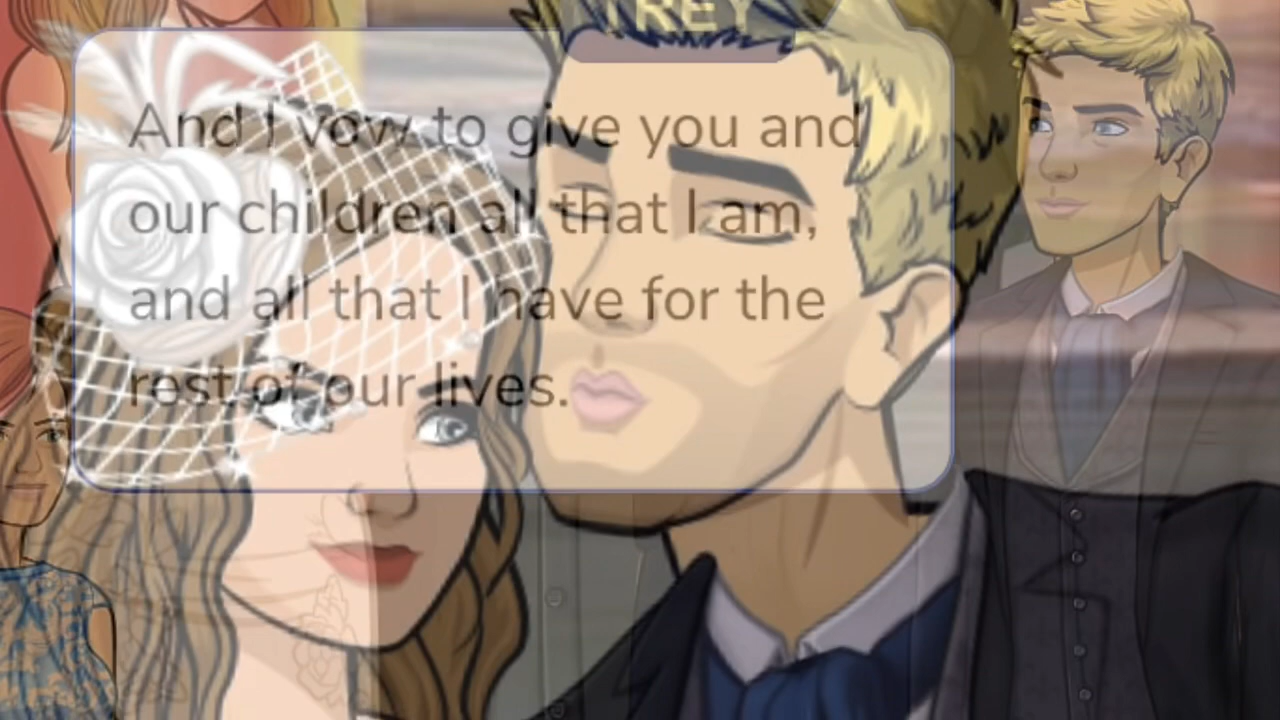 TREY
And I vow to give you and
our children all that I am,
and all that I have for the
rest of our lives.